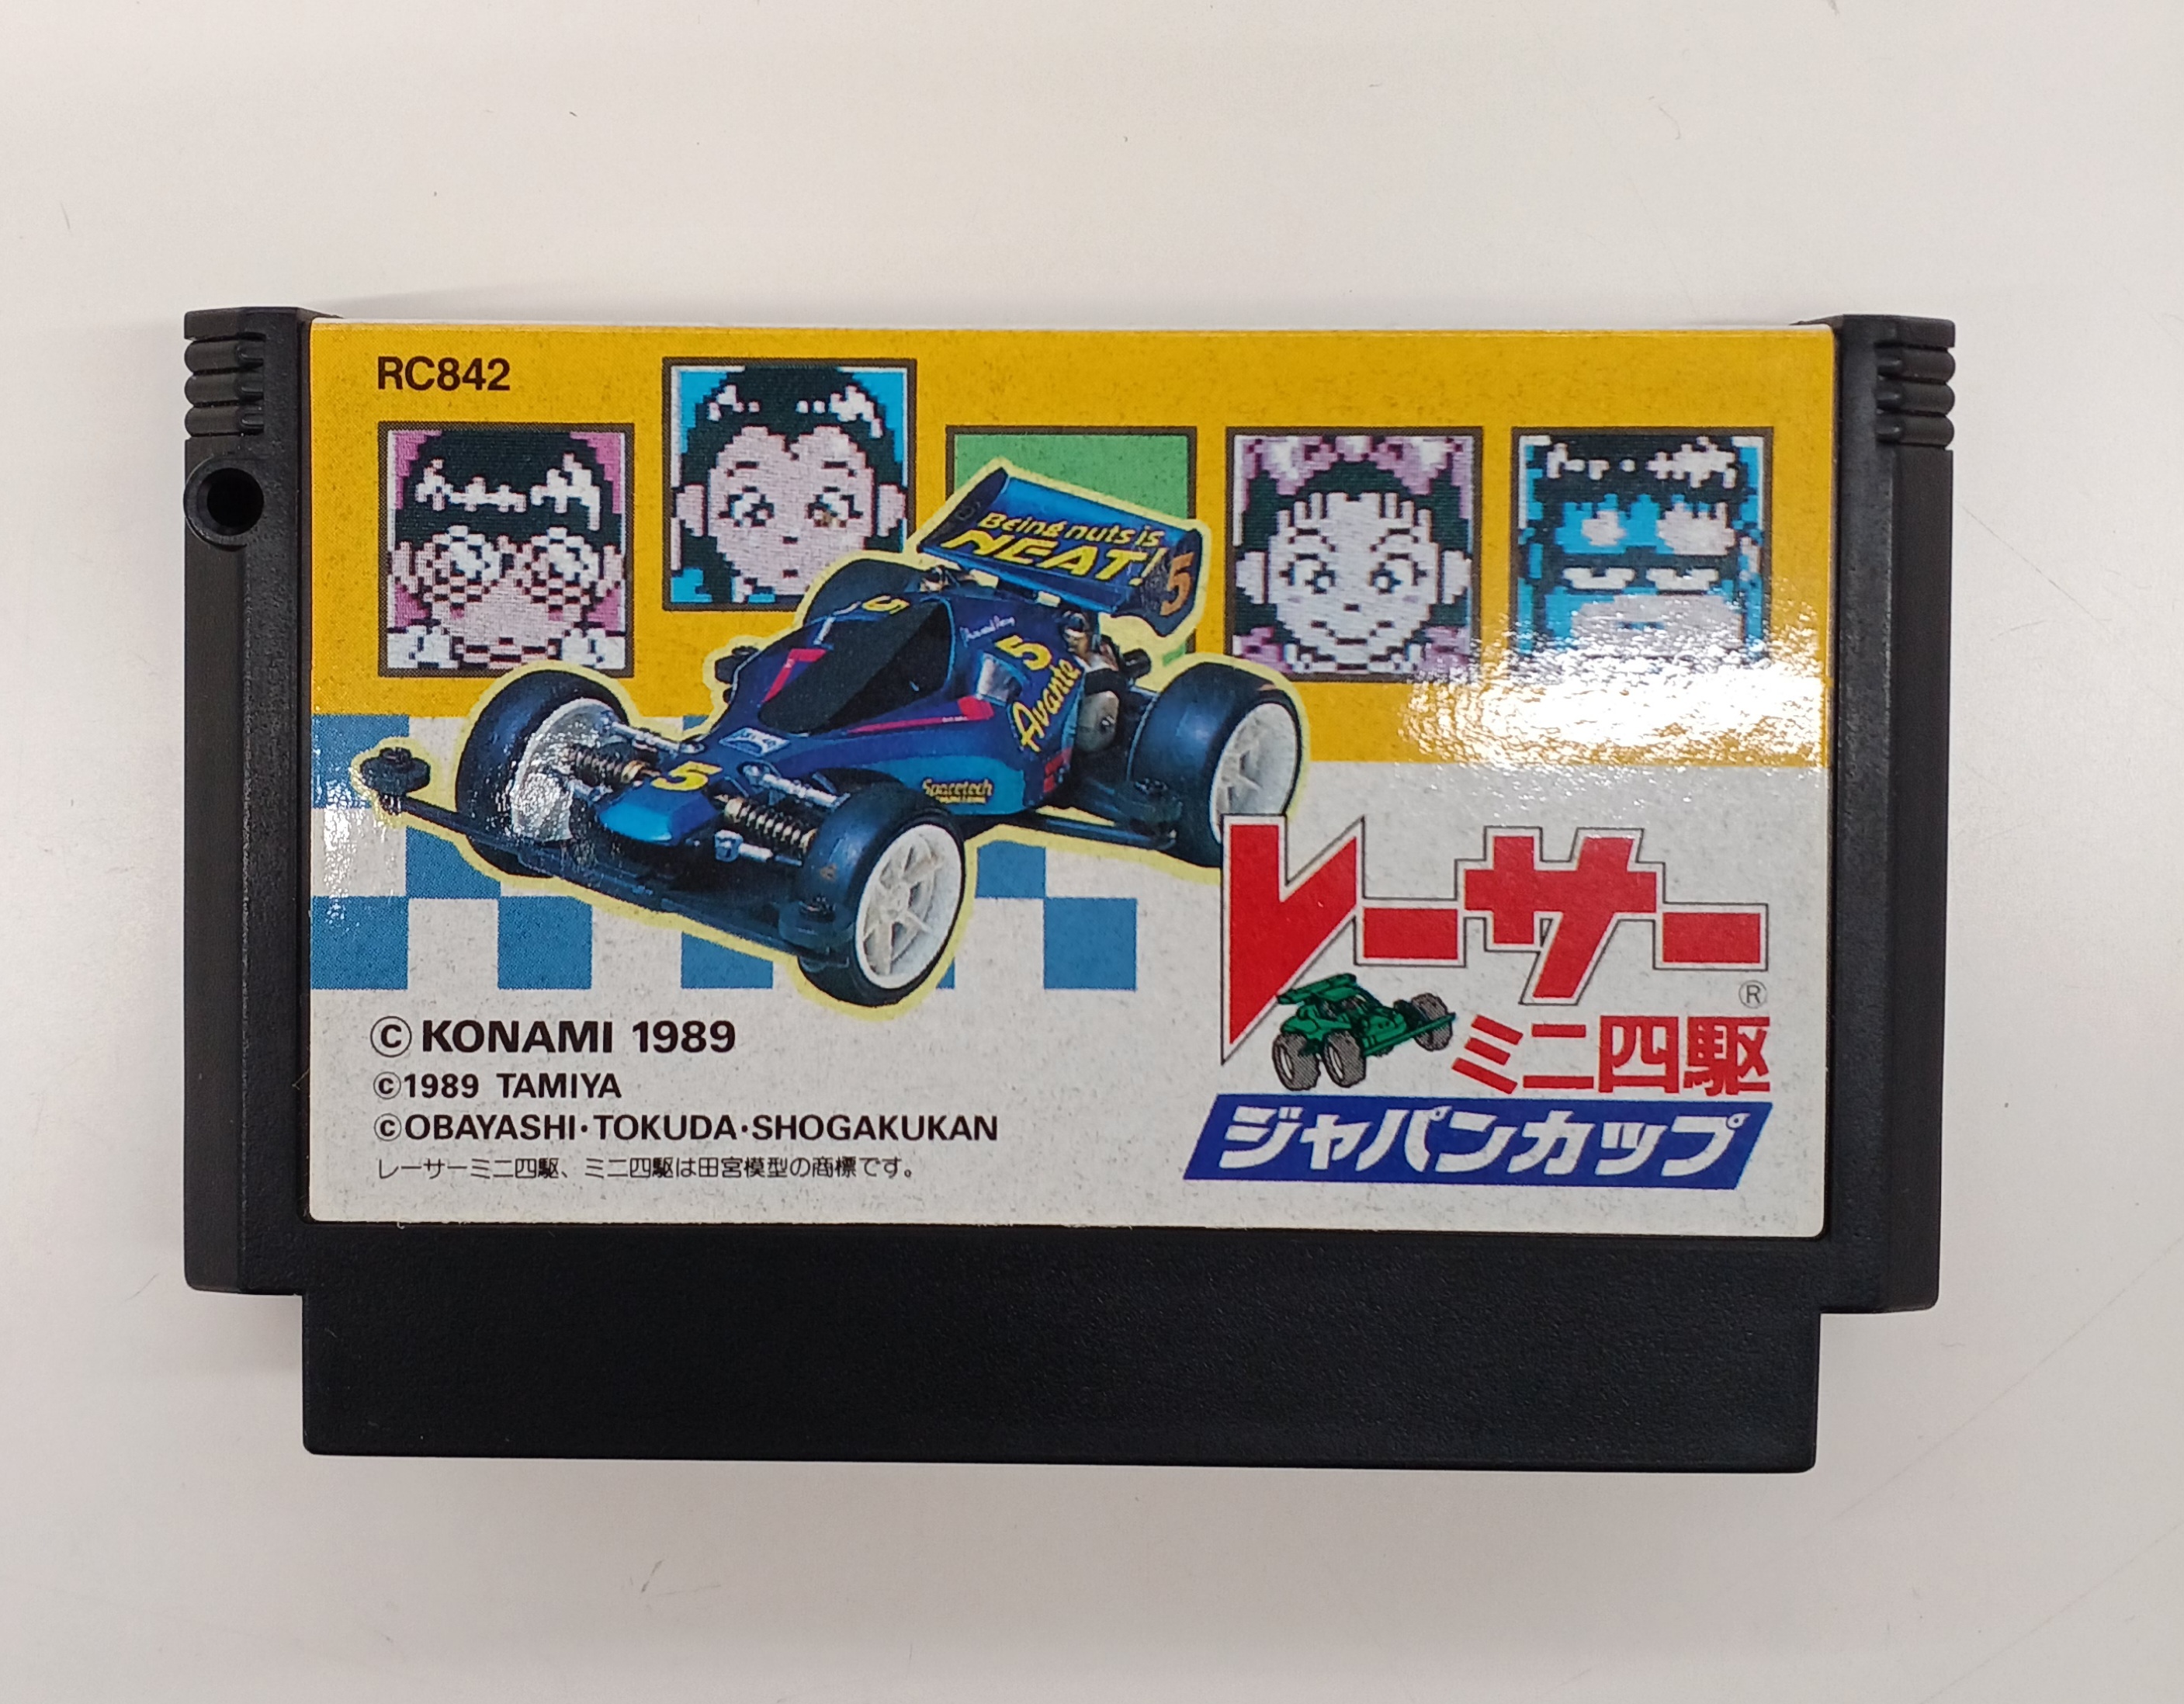 RC842
Being nuts is
NEAT!
5
5
5
Avante
5
Spacetech
レーサー
®
ミニ四駆
ジャパンカップ
©KONAMI 1989
©1989 TAMIYA
©OBAYASHI・TOKUDA・SHOGAKUKAN
レーサーミニ四駆、ミニ四駆は田宮模型の商標です。